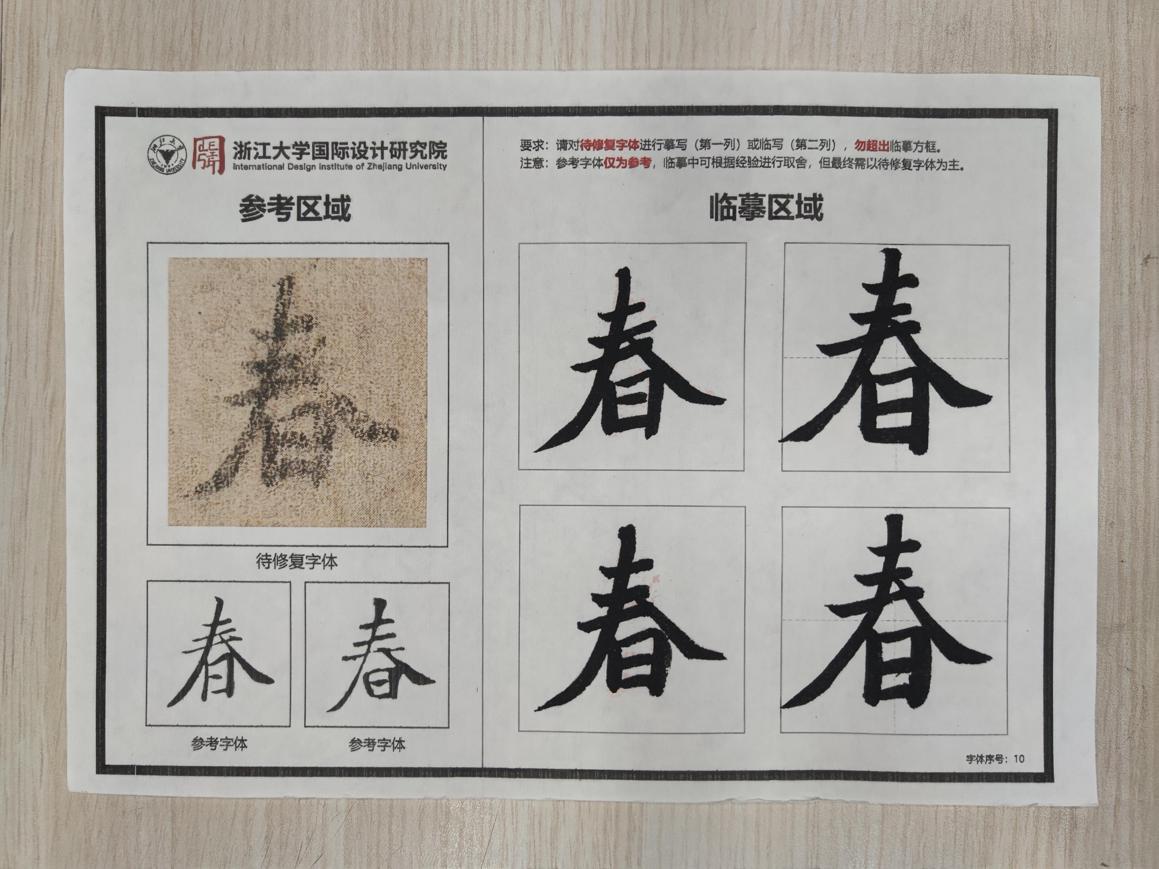 浙江大学国际设计研究院
International Design Institute of Zhejiang University
要求：请对待修复字体进行摹写（第一列）或临写（第二列），勿超出临摹方框。
注意：参考字体仅为参考，临摹中可根据经验进行取舍，但最终需以待修复字体为主。
参考区域
春
待修复字体
春 春
参考字体 参考字体
临摹区域
春 春
春 春
字体序号：10